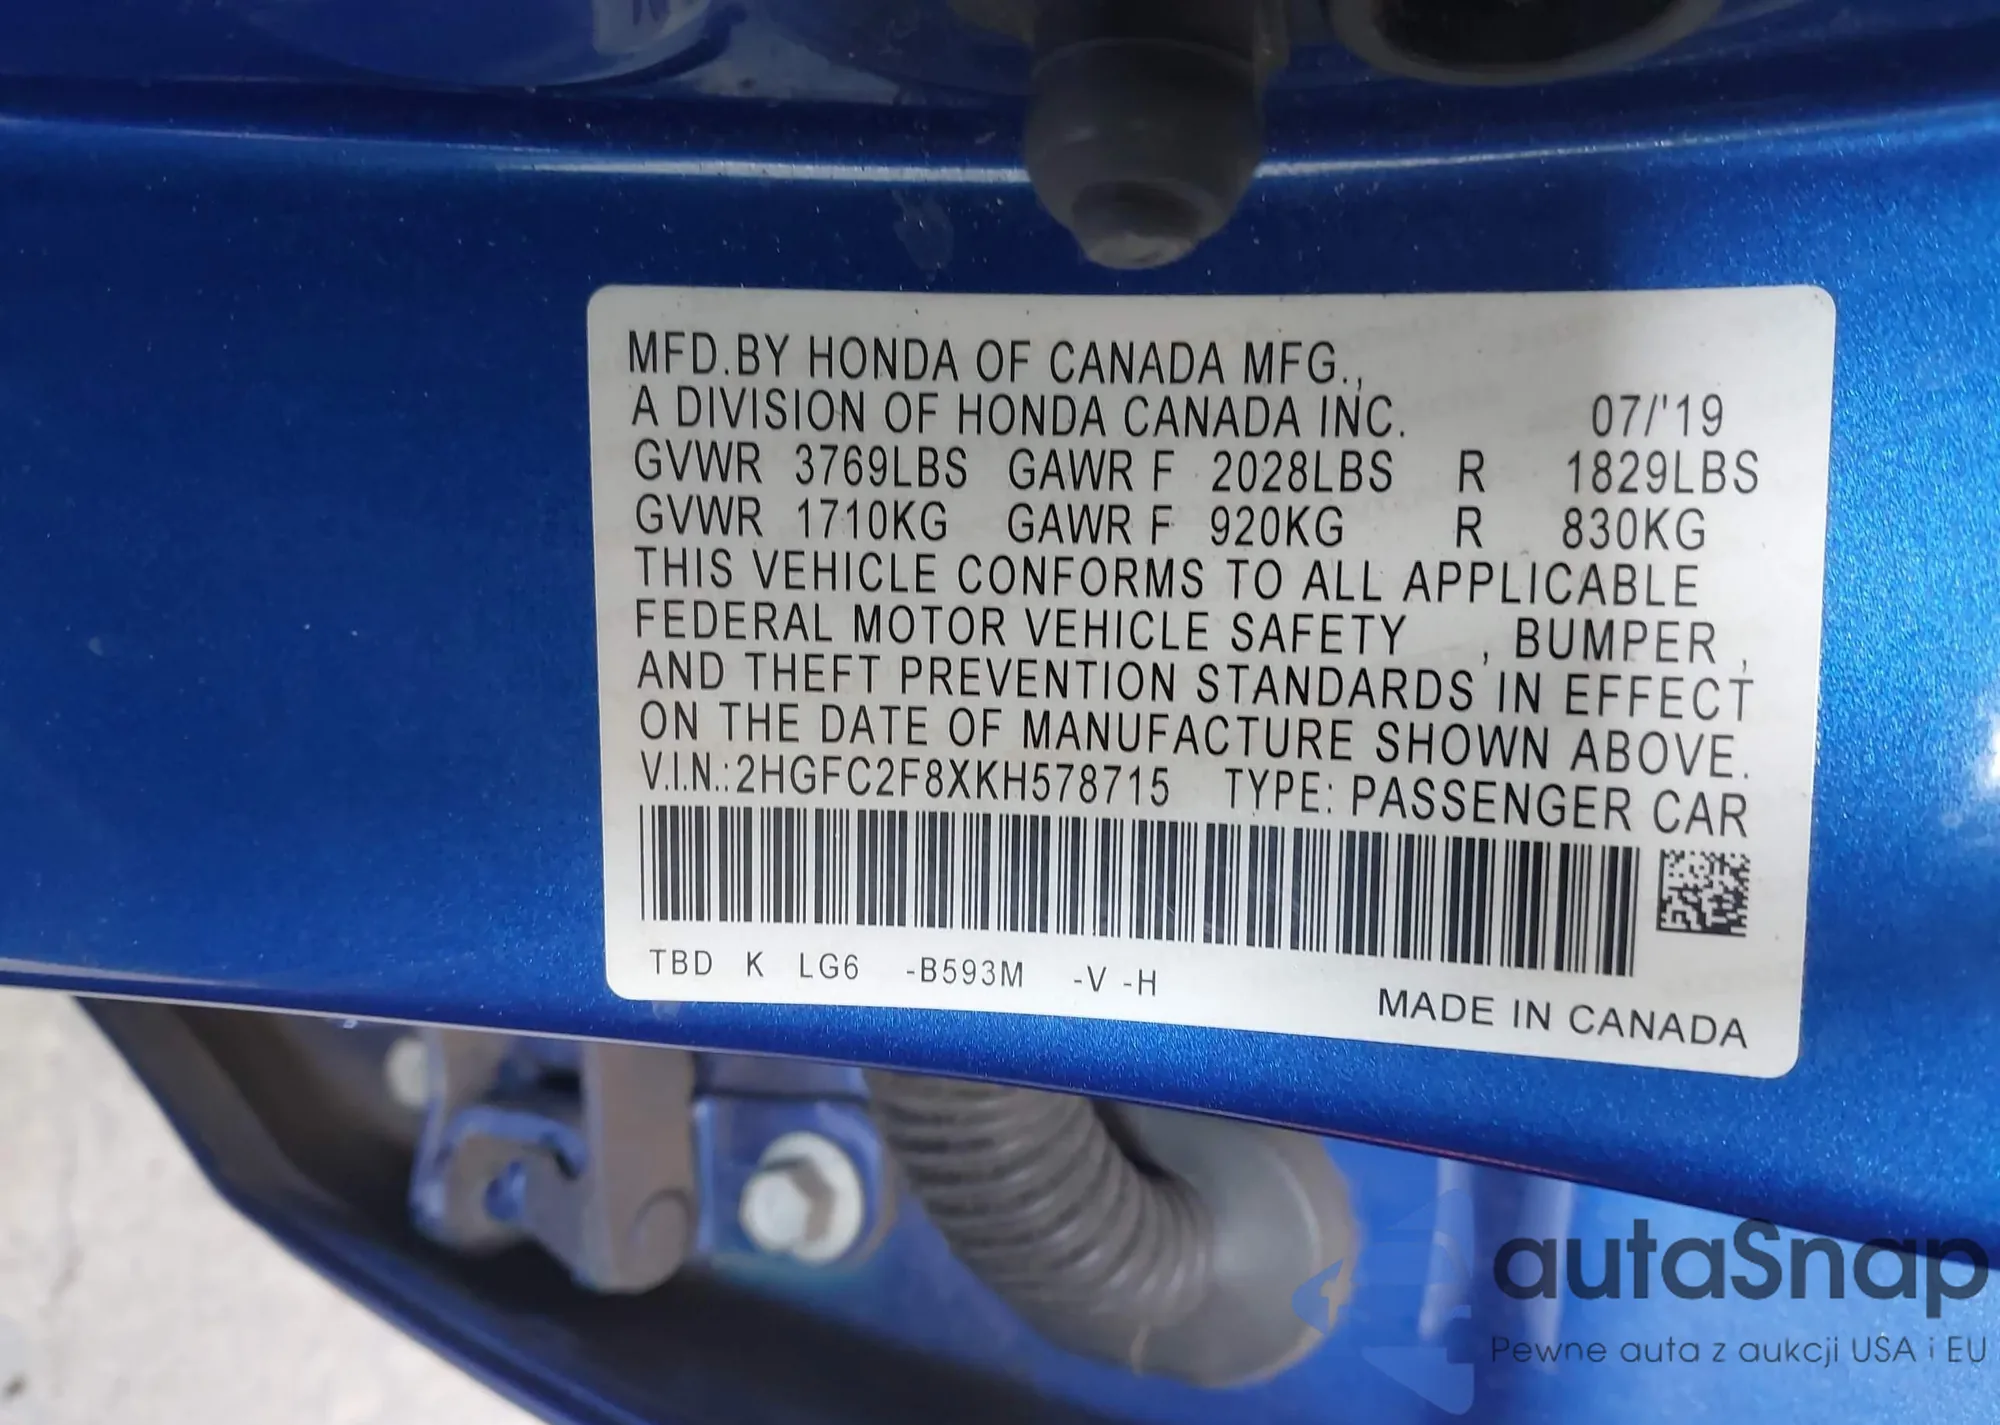 MFD.BY HONDA OF CANADA MFG.,
A DIVISION OF HONDA CANADA INC. 07/'19
GVWR 3769LBS GAWR F 2028LBS R 1829LBS
GVWR 1710KG GAWR F 920KG R 830KG
THIS VEHICLE CONFORMS TO ALL APPLICABLE
FEDERAL MOTOR VEHICLE SAFETY , BUMPER ,
AND THEFT PREVENTION STANDARDS IN EFFECT
ON THE DATE OF MANUFACTURE SHOWN ABOVE.
V.I.N.:2HGFC2F8XKH578715 TYPE: PASSENGER CAR
TBD K LG6 -B593M -V -H
MADE IN CANADA
autaSnap
Pewne auta z aukcji USA i EU